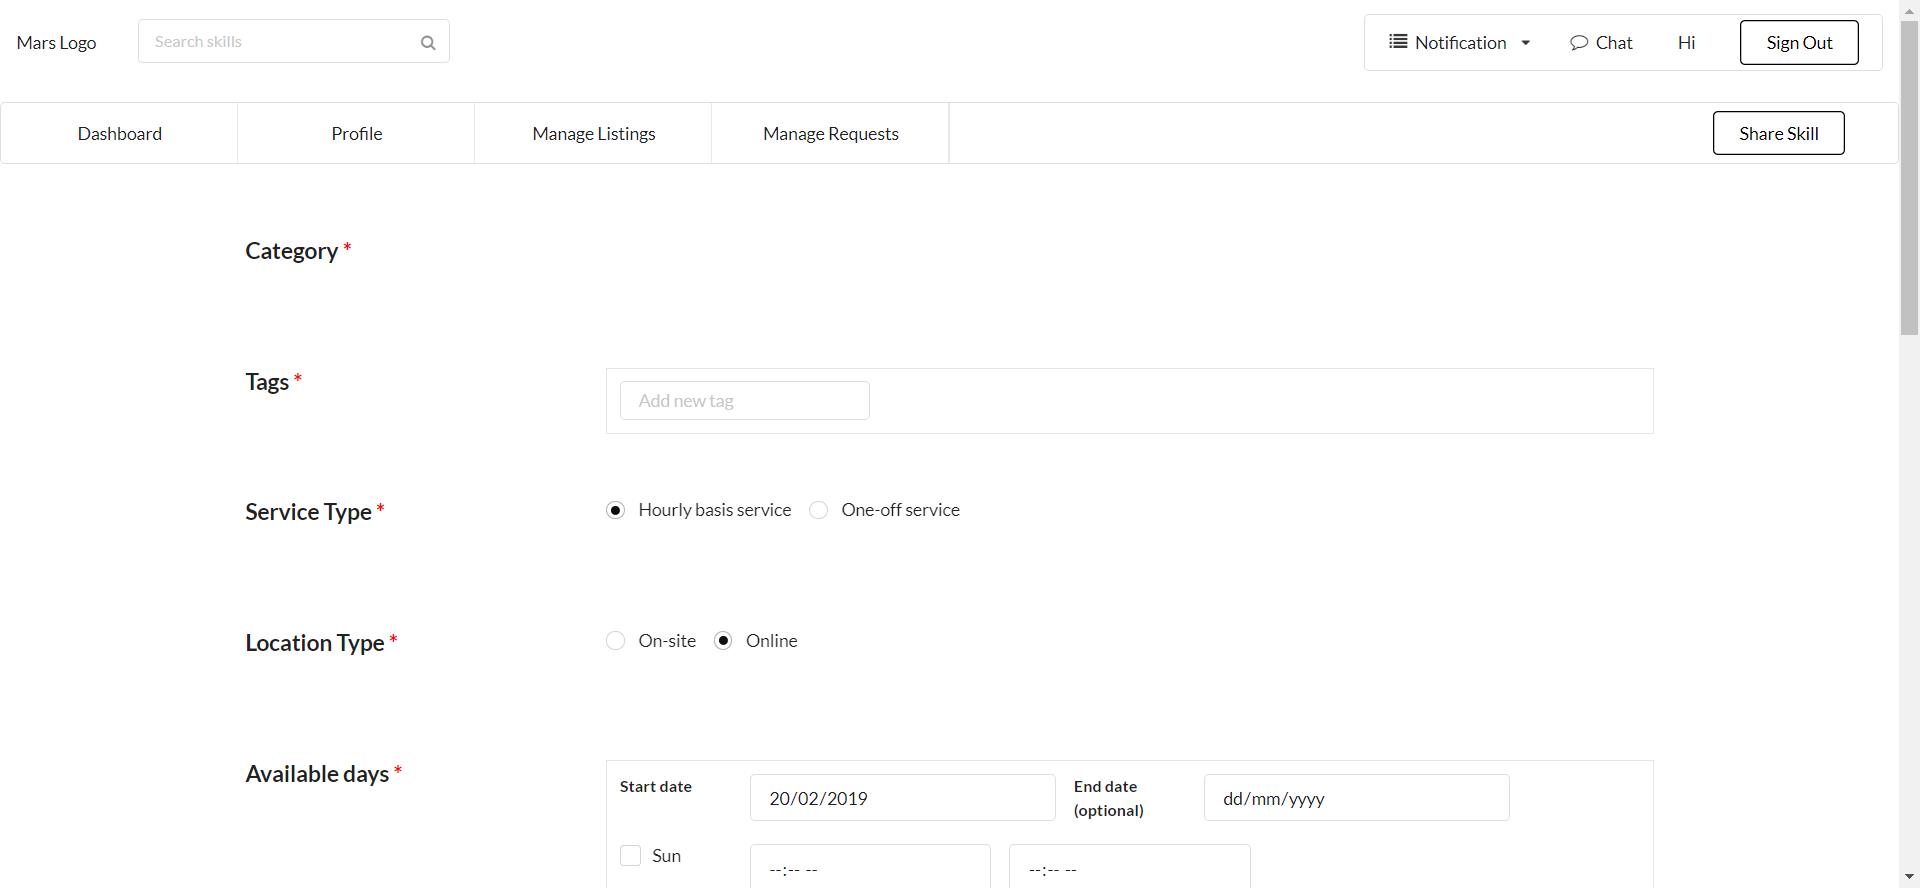 Mars Logo
Search skills
Notification
Chat
Hi
Sign Out
Dashboard
Profile
Manage Listings
Manage Requests
Share Skill
Category *
Tags *
Add new tag
Service Type *
Hourly basis service
One-off service
Location Type *
On-site
Online
Available days *
Start date
20/02/2019
End date
(optional)
dd/mm/yyyy
Sun
--:-- --
--:-- --